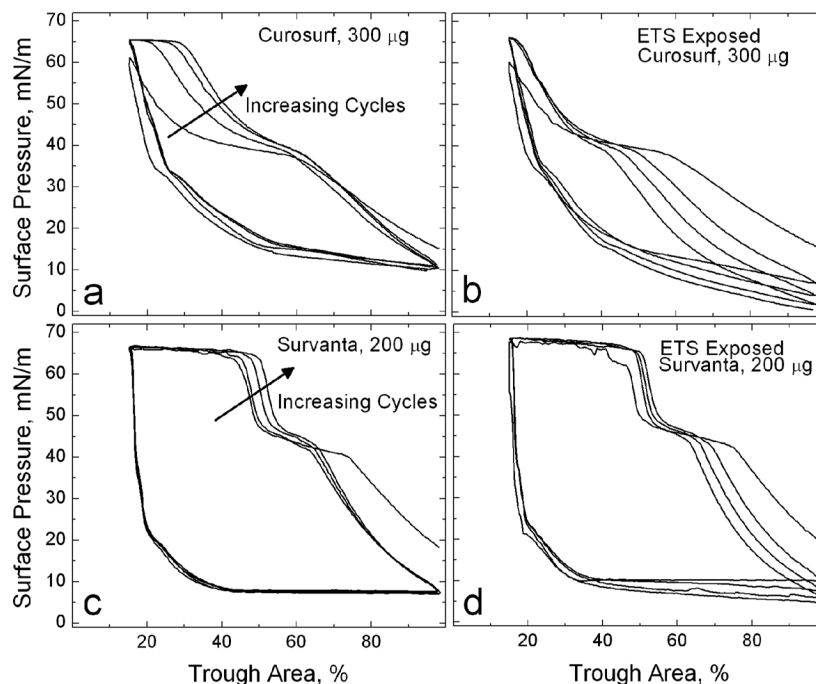 70
60
50
40
30
20
10
0
Surface Pressure, mN/m
Curosurf, 300 μg
Increasing Cycles
a
ETS Exposed
Curosurf, 300 μg
b
70
60
50
40
30
20
10
0
Surface Pressure, mN/m
Survanta, 200 μg
Increasing Cycles
c
ETS Exposed
Survanta, 200 μg
d
20 40 60 80
Trough Area, %
20 40 60 80
Trough Area, %